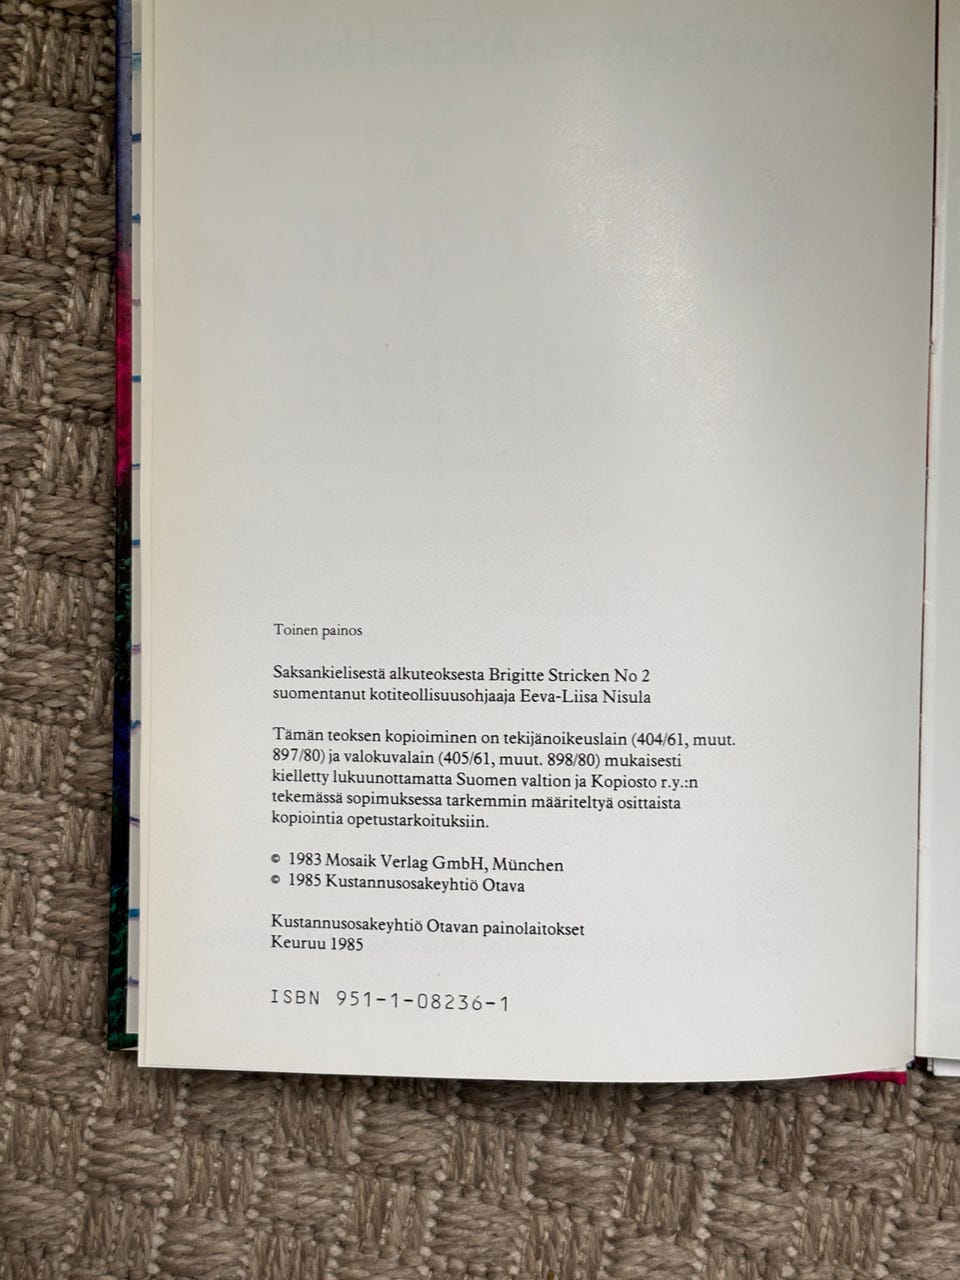 Toinen painos
Saksankielisestä alkuteoksesta Brigitte Stricken No 2
suomentanut kotiteollisuusohjaaja Eeva-Liisa Nisula
Tämän teoksen kopioiminen on tekijänoikeuslain (404/61, muut.
897/80) ja valokuvalain (405/61, muut. 898/80) mukaisesti
kielletty lukuunottamatta Suomen valtion ja Kopiosto r.y.:n
tekemässä sopimuksessa tarkemmin määriteltyä osittaista
kopiointia opetustarkoituksiin.
© 1983 Mosaik Verlag GmbH, München
© 1985 Kustannusosakeyhtiö Otava
Kustannusosakeyhtiö Otavan painolaitokset
Keuruu 1985
ISBN 951-1-08236-1